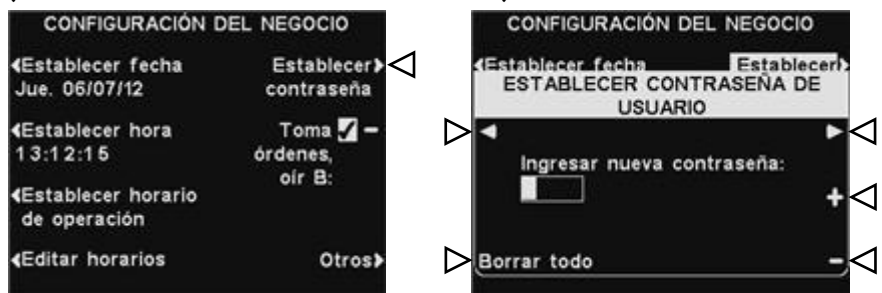 CONFIGURACIÓN DEL NEGOCIO
Establecer fecha
Jue. 06/07/12
Establecer
contraseña
Establecer hora
13:12:15
Toma ✓ -
órdenes,
oír B:
Establecer horario
de operación
Editar horarios
Otros
CONFIGURACIÓN DEL NEGOCIO
Establecer fecha
Establecer
ESTABLECER CONTRASEÑA DE
USUARIO
Ingresar nueva contraseña:
+
Borrar todo
-